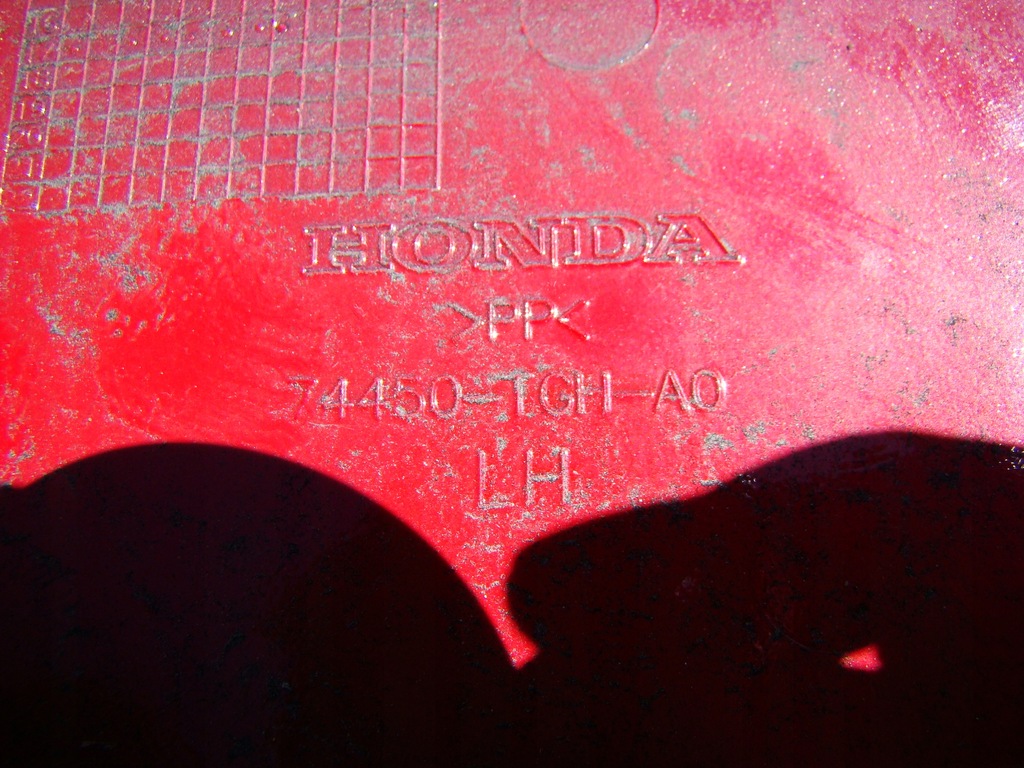 HONDA
>PP<
74450-TGH-A0
LH